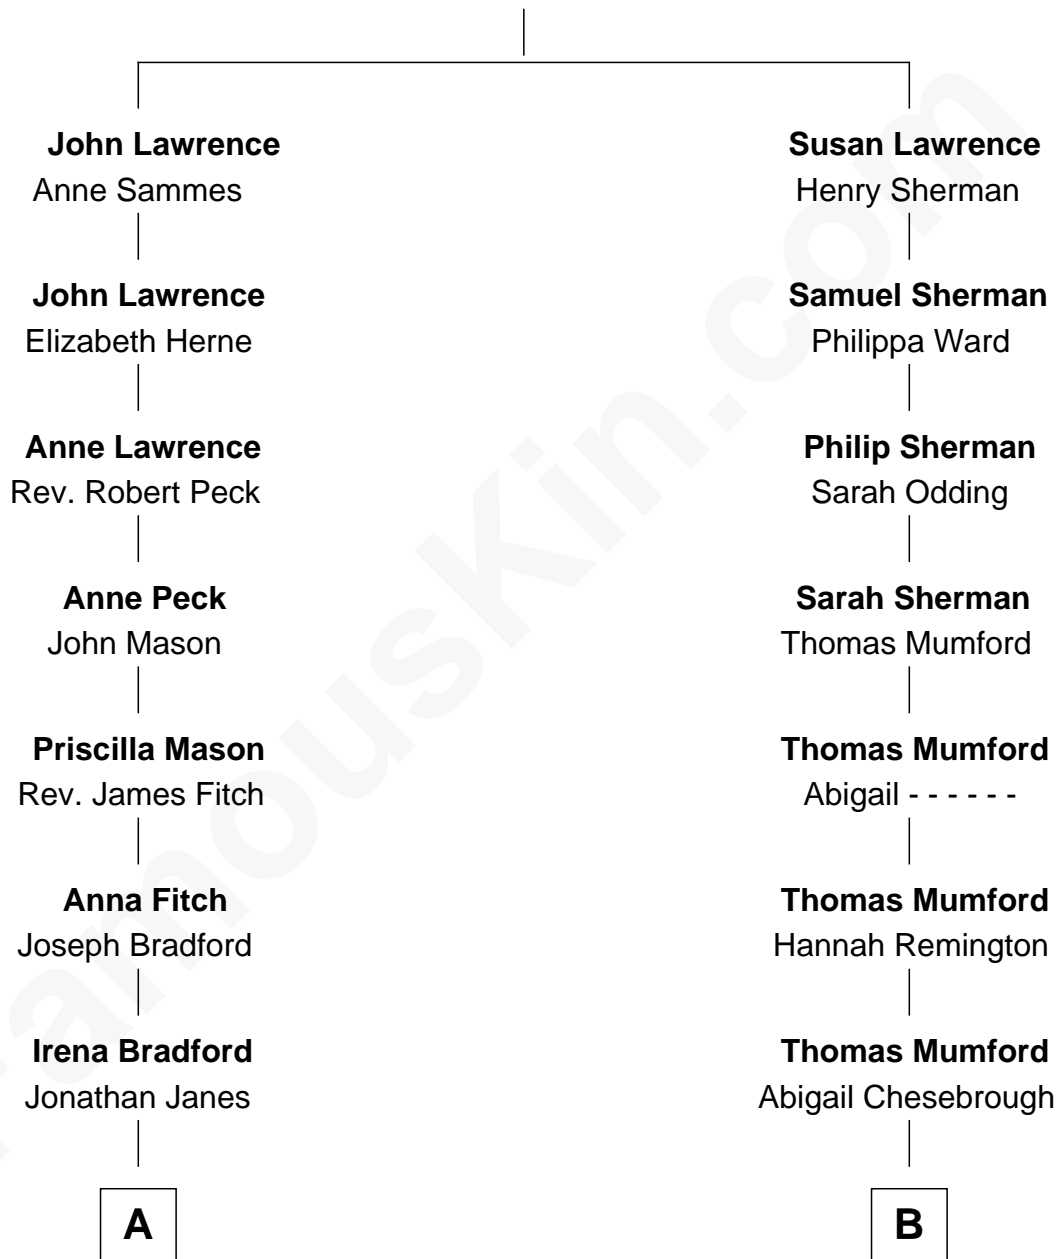 John Lawrence
Anne Sammes
John Lawrence
Elizabeth Herne
Anne Lawrence
Rev. Robert Peck
Anne Peck
John Mason
Priscilla Mason
Rev. James Fitch
Anna Fitch
Joseph Bradford
Irena Bradford
Jonathan Janes
A
Susan Lawrence
Henry Sherman
Samuel Sherman
Philippa Ward
Philip Sherman
Sarah Odding
Sarah Sherman
Thomas Mumford
Thomas Mumford
Abigail - - - - - -
Thomas Mumford
Hannah Remington
Thomas Mumford
Abigail Chesebrough
B
FamousKin.com